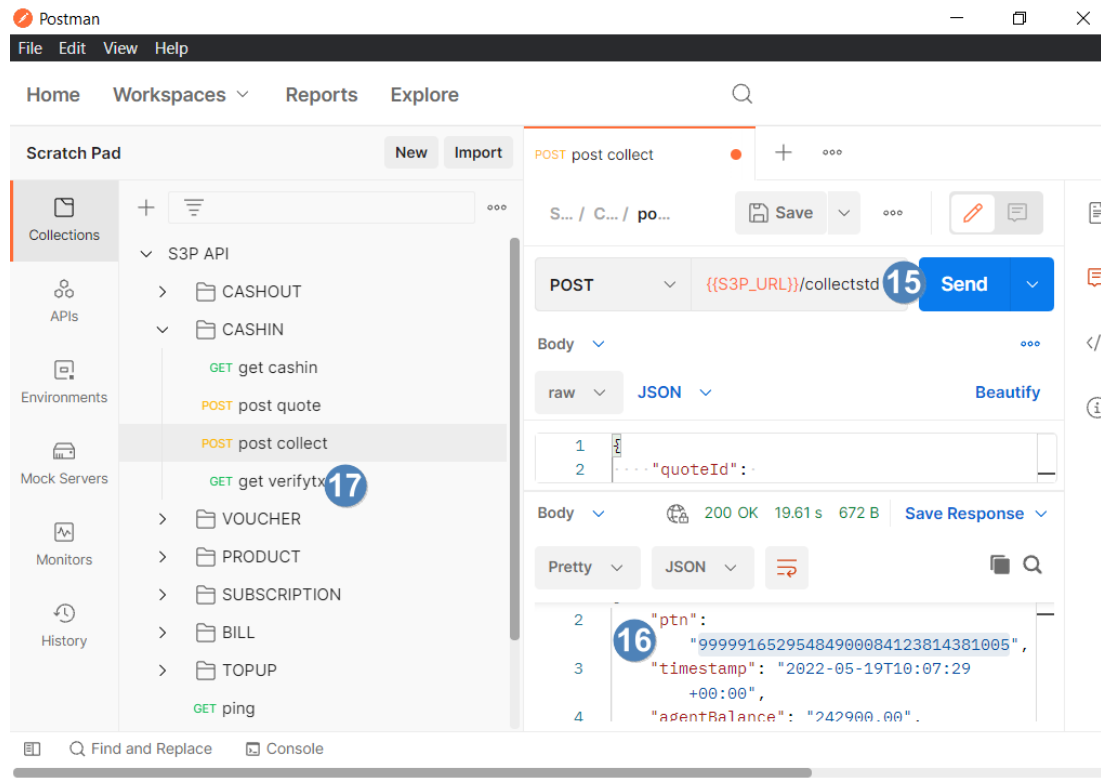 Postman
File Edit View Help
Home Workspaces Reports Explore
Scratch Pad New Import
POST post collect
Collections
APIs
Environments
Mock Servers
Monitors
History
S3P API
CASHOUT
CASHIN
GET get cashin
POST post quote
POST post collect
GET get verifytx 17
VOUCHER
PRODUCT
SUBSCRIPTION
BILL
TOPUP
GET ping
S... / C... / po... Save
POST {{S3P_URL}}/collectstd 15 Send
Body
raw JSON Beautify
1 {
2 ····"quoteId":·
Body 200 OK 19.61 s 672 B Save Response
Pretty JSON
2 "ptn":
16 "99999165295484900084123814381005",
3 "timestamp": "2022-05-19T10:07:29
+00:00",
4 "agentBalance": "242900.00",
Find and Replace Console